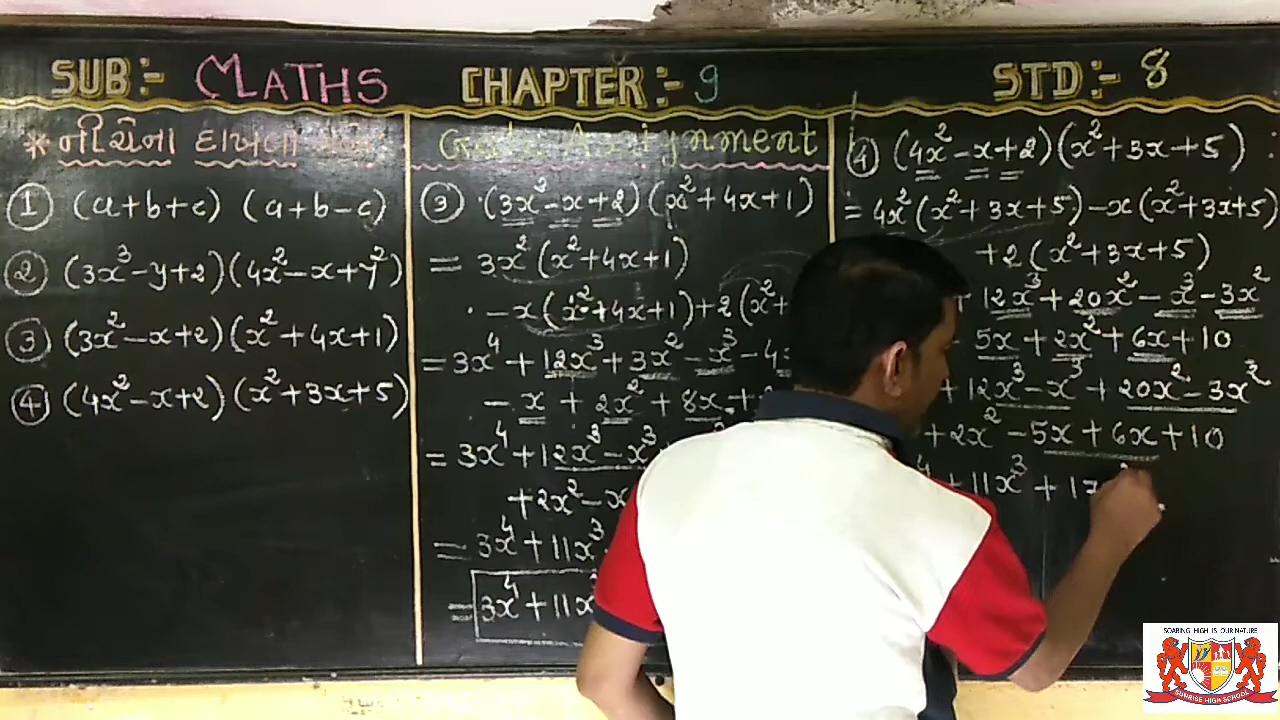 SUB:- MATHS CHAPTER:- 9 STD:- 8
* નીચેના દાખલા
① (a+b+c) (a+b-c)
② (3x³-y+2)(4x²-x+y²)
③ (3x²-x+2)(x²+4x+1)
④ (4x²-x+2)(x²+3x+5)
③ (3x²-x+2)(x²+4x+1)
= 3x²(x²+4x+1)
-x(x²+4x+1)+2(x²+
= 3x⁴+12x³+3x²-x³-4x
-x+2x²+8x+
= 3x⁴+12x³-x³
+2x²-x
= 3x⁴+11x³
= 3x⁴+11x
④ (4x²-x+2)(x²+3x+5)
= 4x²(x²+3x+5)-x(x²+3x+5)
+2(x²+3x+5)
+ 12x³+20x²-x³-3x²
- 5x+2x²+6x+10
+12x³-x³+20x²-3x²
+2x²-5x+6x+10
+11x³+17
SOARING HIGH IS OUR NATURE
SUNRISE HIGH SCHOOL